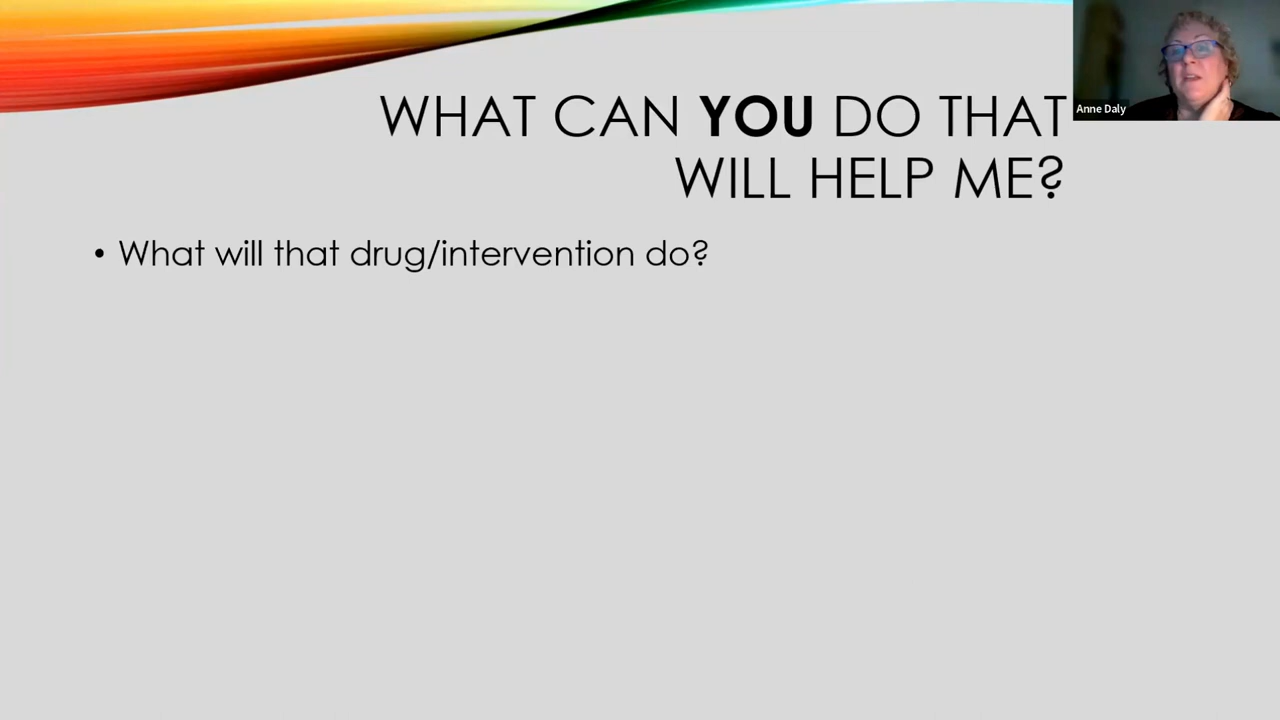 Anne Daly
WHAT CAN YOU DO THAT
WILL HELP ME?
• What will that drug/intervention do?